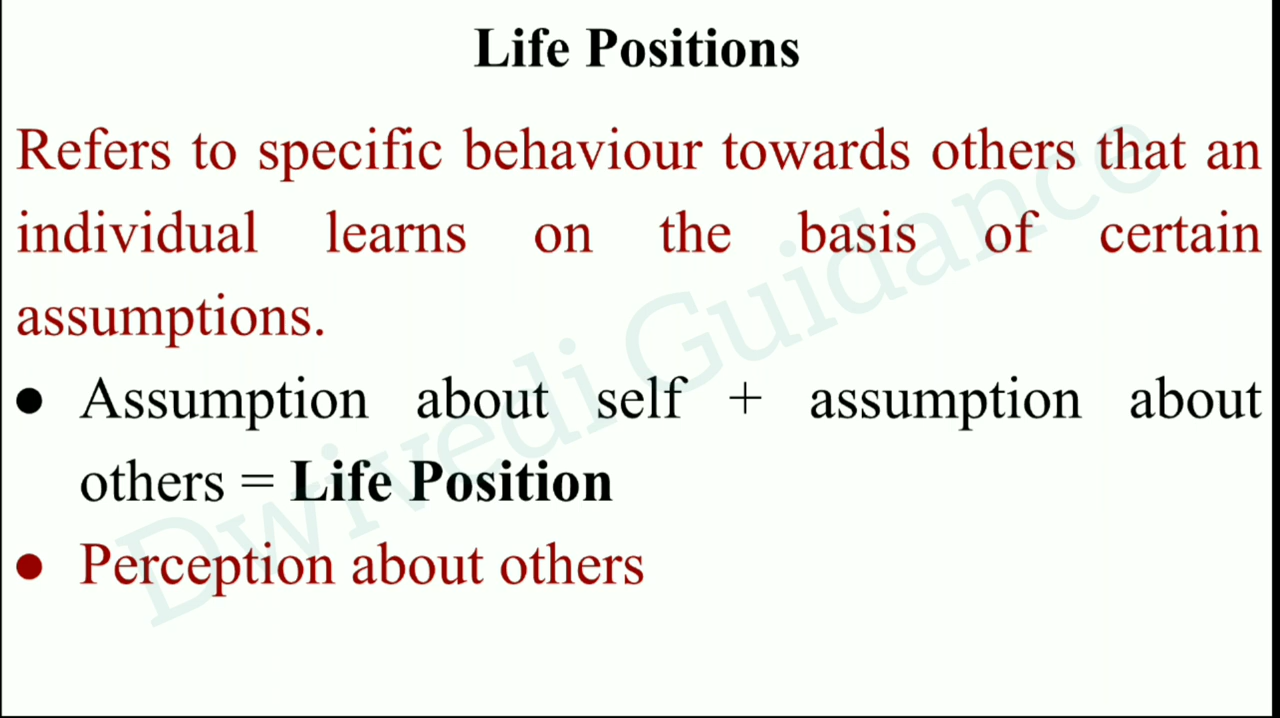 Life Positions
Refers to specific behaviour towards others that an
individual learns on the basis of certain
assumptions.
● Assumption about self + assumption about
others = Life Position
● Perception about others
Dwivedi Guidance